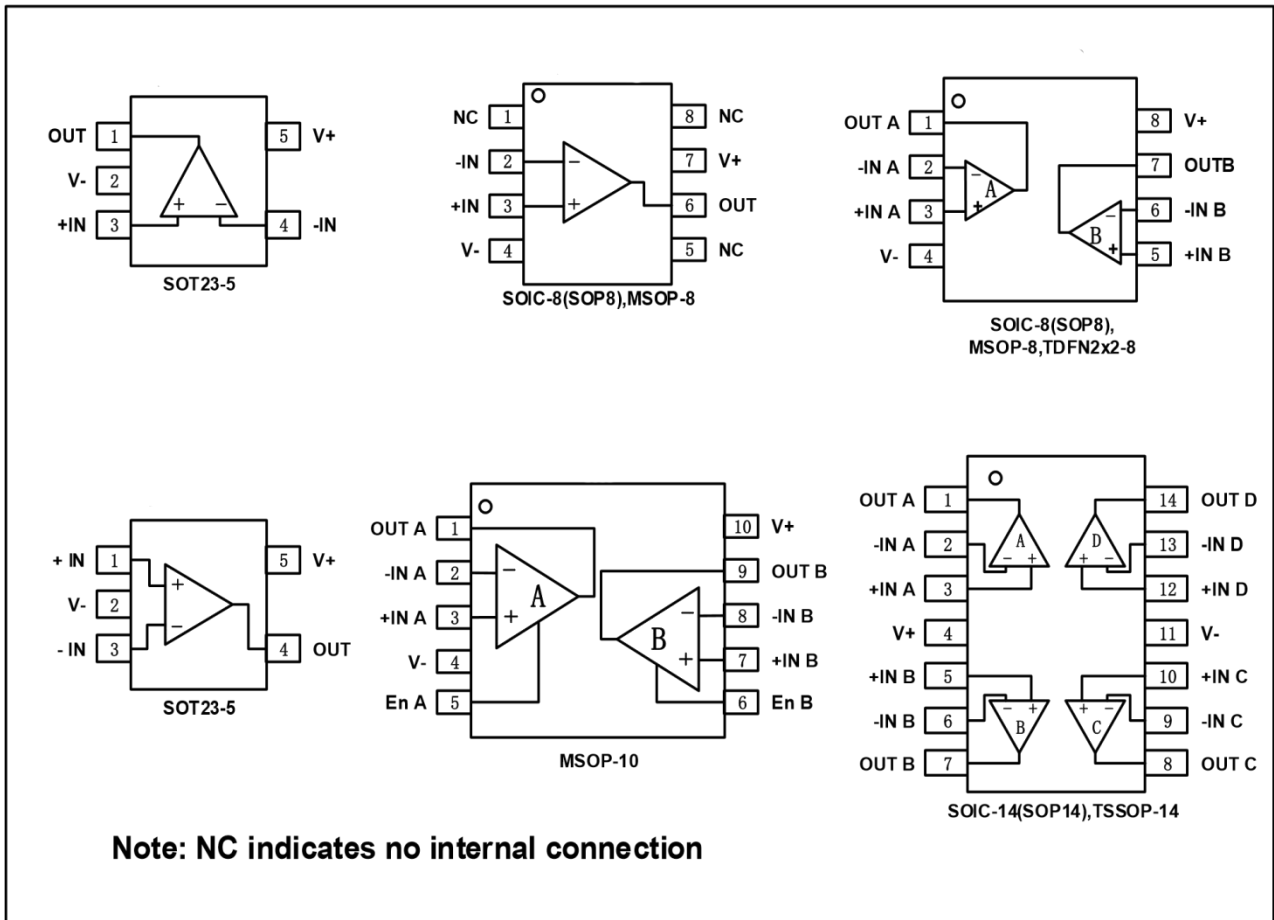 OUT 1 5 V+
V- 2
+IN 3 + − 4 -IN
SOT23-5
NC 1 8 NC
-IN 2 − 7 V+
+IN 3 + 6 OUT
V- 4 5 NC
SOIC-8(SOP8),MSOP-8
OUT A 1 8 V+
-IN A 2 − A 7 OUTB
+IN A 3 + B − 6 -IN B
V- 4 + 5 +IN B
SOIC-8(SOP8),
MSOP-8,TDFN2x2-8
+ IN 1 + 5 V+
V- 2
- IN 3 − 4 OUT
SOT23-5
OUT A 1 10 V+
-IN A 2 − A 9 OUT B
+IN A 3 + B − 8 -IN B
V- 4 + 7 +IN B
En A 5 6 En B
MSOP-10
OUT A 1 14 OUT D
-IN A 2 A D 13 -IN D
+IN A 3 − + + − 12 +IN D
V+ 4 11 V-
+IN B 5 10 +IN C
-IN B 6 − + B + − C 9 -IN C
OUT B 7 8 OUT C
SOIC-14(SOP14),TSSOP-14
Note: NC indicates no internal connection